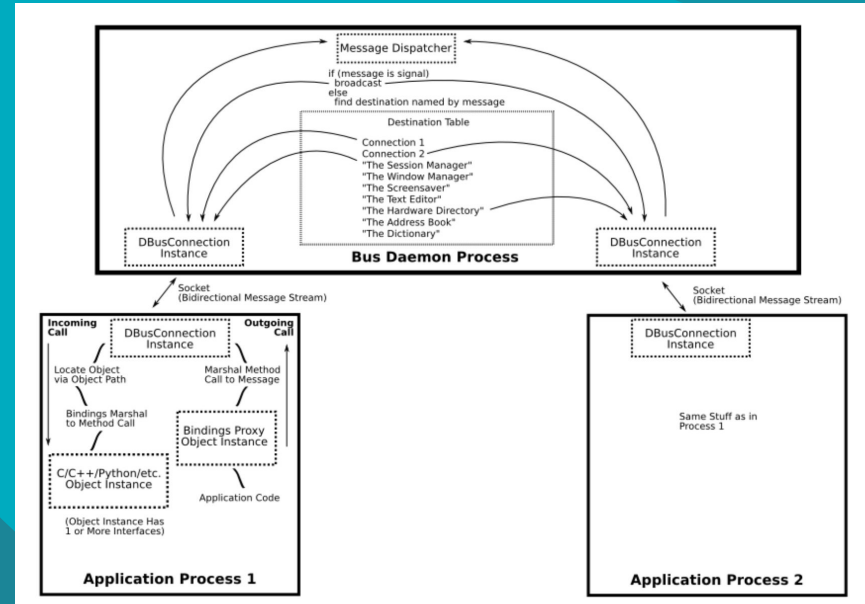 Message Dispatcher
if (message is signal)
broadcast
else
find destination named by message
Destination Table
Connection 1
Connection 2
"The Session Manager"
"The Window Manager"
"The Screensaver"
"The Text Editor"
"The Hardware Directory"
"The Address Book"
"The Dictionary"
DBusConnection
Instance
DBusConnection
Instance
Bus Daemon Process
Socket
(Bidirectional Message Stream)
Socket
(Bidirectional Message Stream)
Incoming
Call
DBusConnection
Instance
Outgoing
Call
Locate Object
via Object Path
Marshal Method
Call to Message
Bindings Marshal
to Method Call
Bindings Proxy
Object Instance
C/C++/Python/etc.
Object Instance
Application Code
(Object Instance Has
1 or More Interfaces)
Application Process 1
DBusConnection
Instance
Same Stuff as in
Process 1
Application Process 2